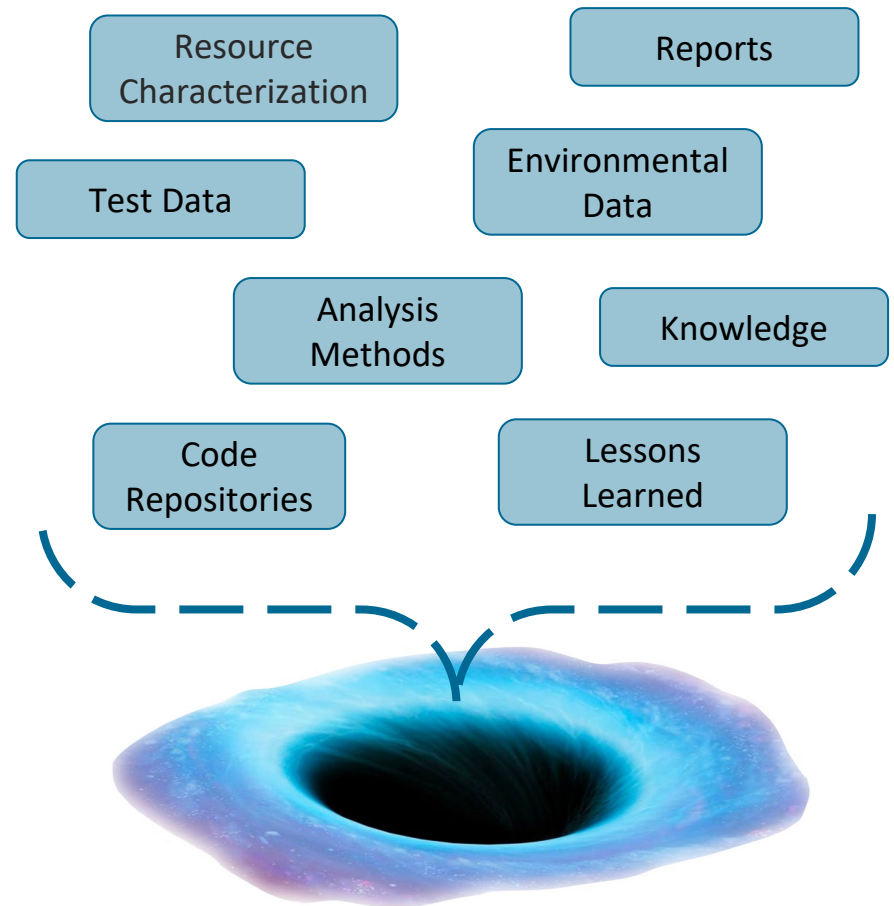 Resource
Characterization
Reports
Test Data
Environmental
Data
Analysis
Methods
Knowledge
Code
Repositories
Lessons
Learned